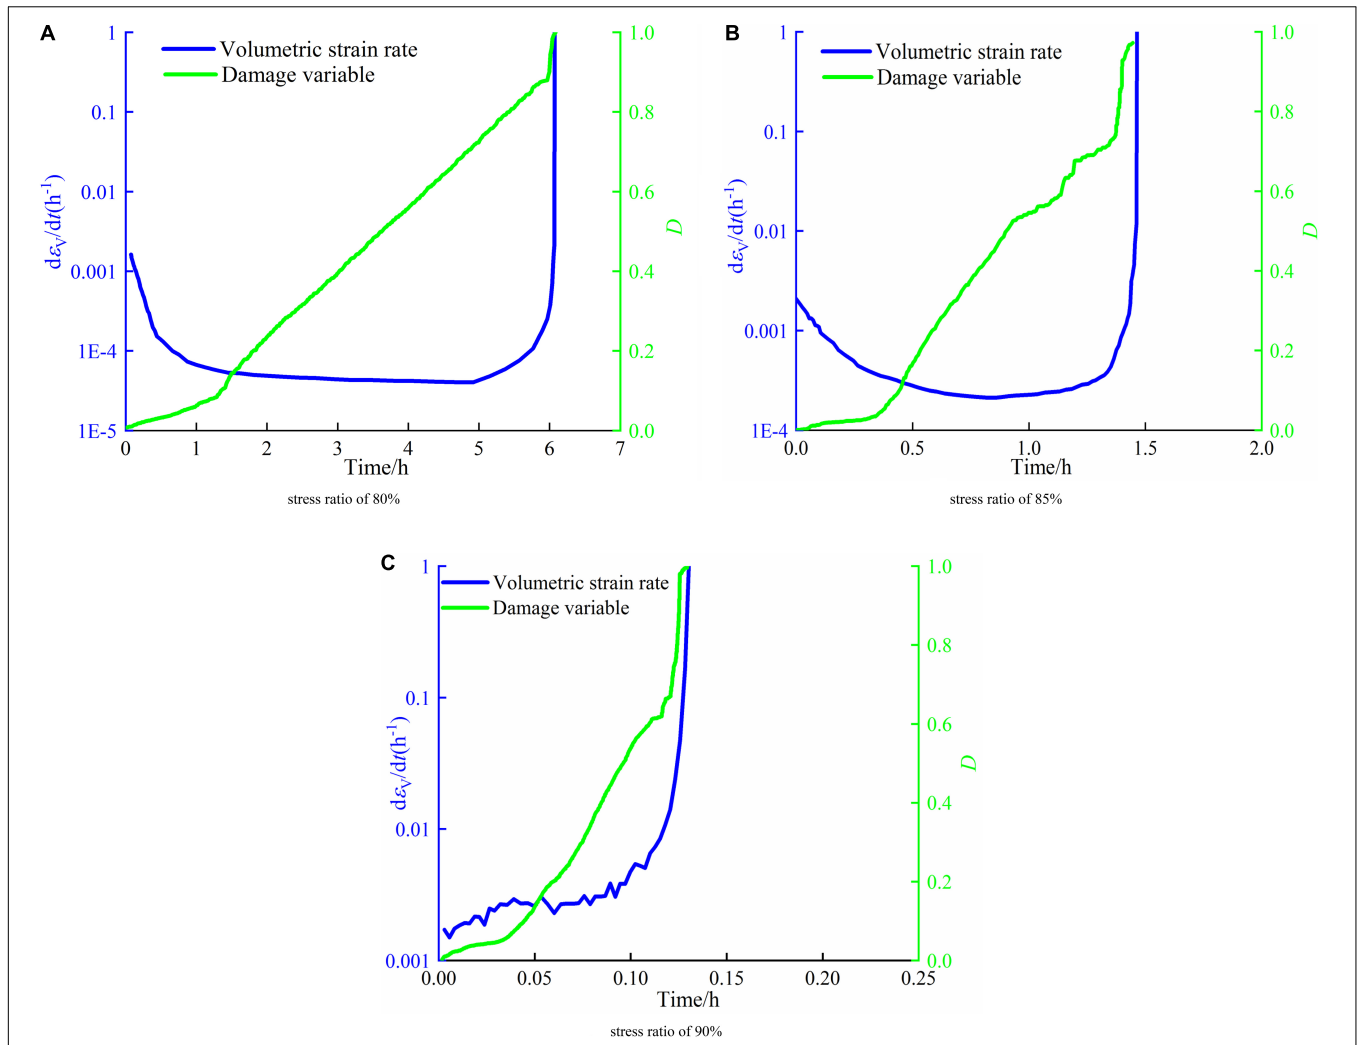 A
Volumetric strain rate
Damage variable
1
0.1
0.01
0.001
1E-4
1E-5
dεV/dt(h-1)
1.0
0.8
0.6
0.4
0.2
0.0
D
0 1 2 3 4 5 6 7
Time/h
stress ratio of 80%
B
Volumetric strain rate
Damage variable
1
0.1
0.01
0.001
1E-4
dεV/dt(h-1)
1.0
0.8
0.6
0.4
0.2
0.0
D
0.0 0.5 1.0 1.5 2.0
Time/h
stress ratio of 85%
C
Volumetric strain rate
Damage variable
1
0.1
0.01
0.001
dεV/dt(h-1)
1.0
0.8
0.6
0.4
0.2
0.0
D
0.00 0.05 0.10 0.15 0.20 0.25
Time/h
stress ratio of 90%